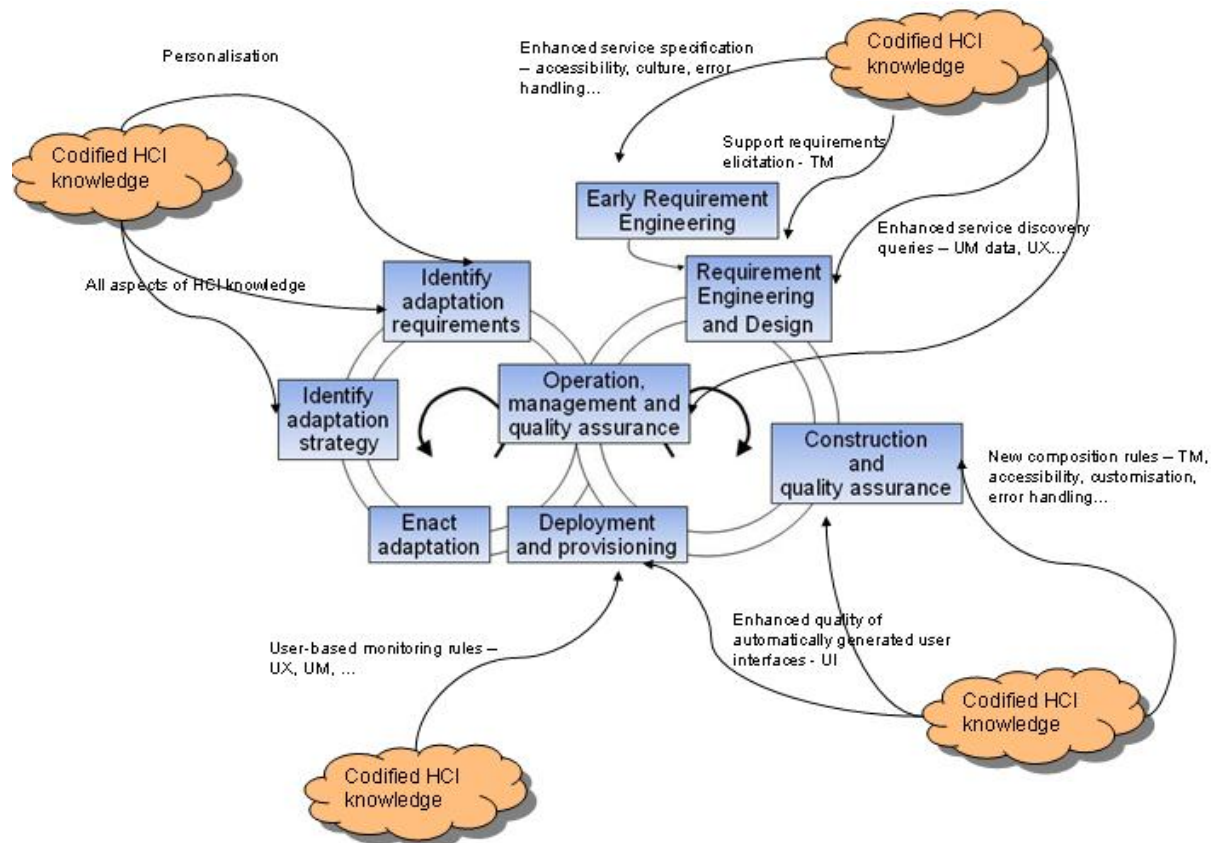 Personalisation
Enhanced service specification
– accessibility, culture, error
handling...
Codified HCI
knowledge
Codified HCI
knowledge
Support requirements
elicitation - TM
Early Requirement
Engineering
Enhanced service discovery
queries – UM data, UX...
All aspects of HCI knowledge
Identify
adaptation
requirements
Requirement
Engineering
and Design
Identify
adaptation
strategy
Operation,
management and
quality assurance
Construction
and
quality assurance
New composition rules – TM,
accessibility, customisation,
error handling...
Enact
adaptation
Deployment
and provisioning
User-based monitoring rules –
UX, UM, ...
Enhanced quality of
automatically generated user
interfaces - UI
Codified HCI
knowledge
Codified HCI
knowledge